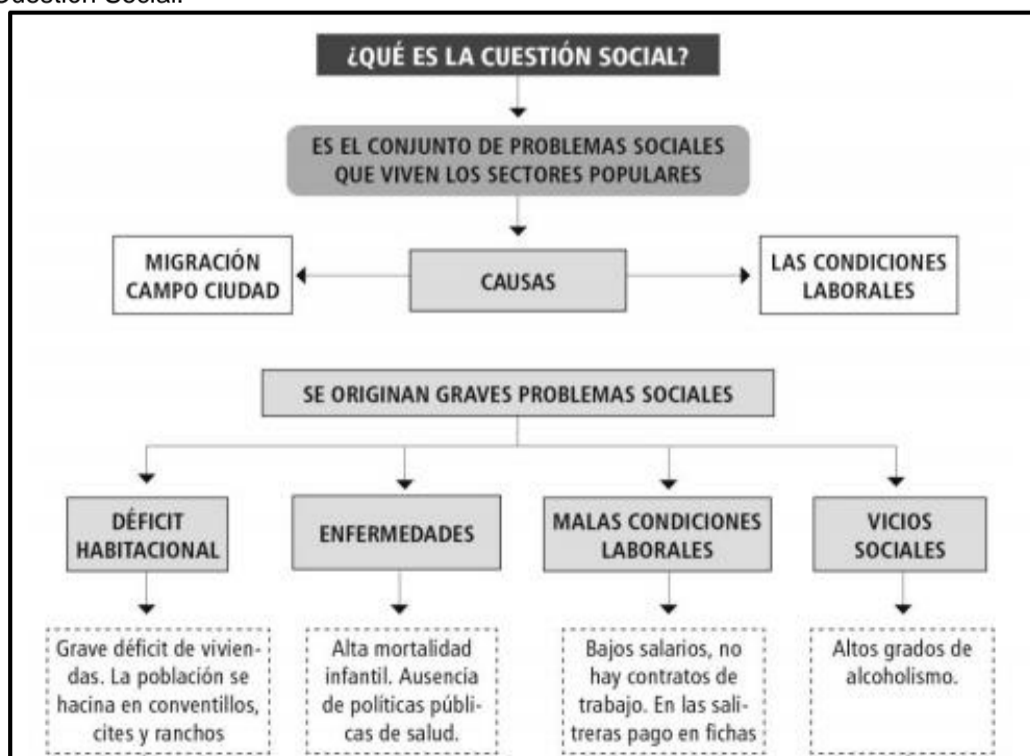 Cuestión Social.
¿QUÉ ES LA CUESTIÓN SOCIAL?
ES EL CONJUNTO DE PROBLEMAS SOCIALES
QUE VIVEN LOS SECTORES POPULARES
MIGRACIÓN
CAMPO CIUDAD
CAUSAS
LAS CONDICIONES
LABORALES
SE ORIGINAN GRAVES PROBLEMAS SOCIALES
DÉFICIT
HABITACIONAL
ENFERMEDADES
MALAS CONDICIONES
LABORALES
VICIOS
SOCIALES
Grave déficit de vivien-
das. La población se
hacina en conventillos,
cites y ranchos
Alta mortalidad
infantil. Ausencia
de políticas públi-
cas de salud.
Bajos salarios, no
hay contratos de
trabajo. En las sali-
treras pago en fichas
Altos grados de
alcoholismo.